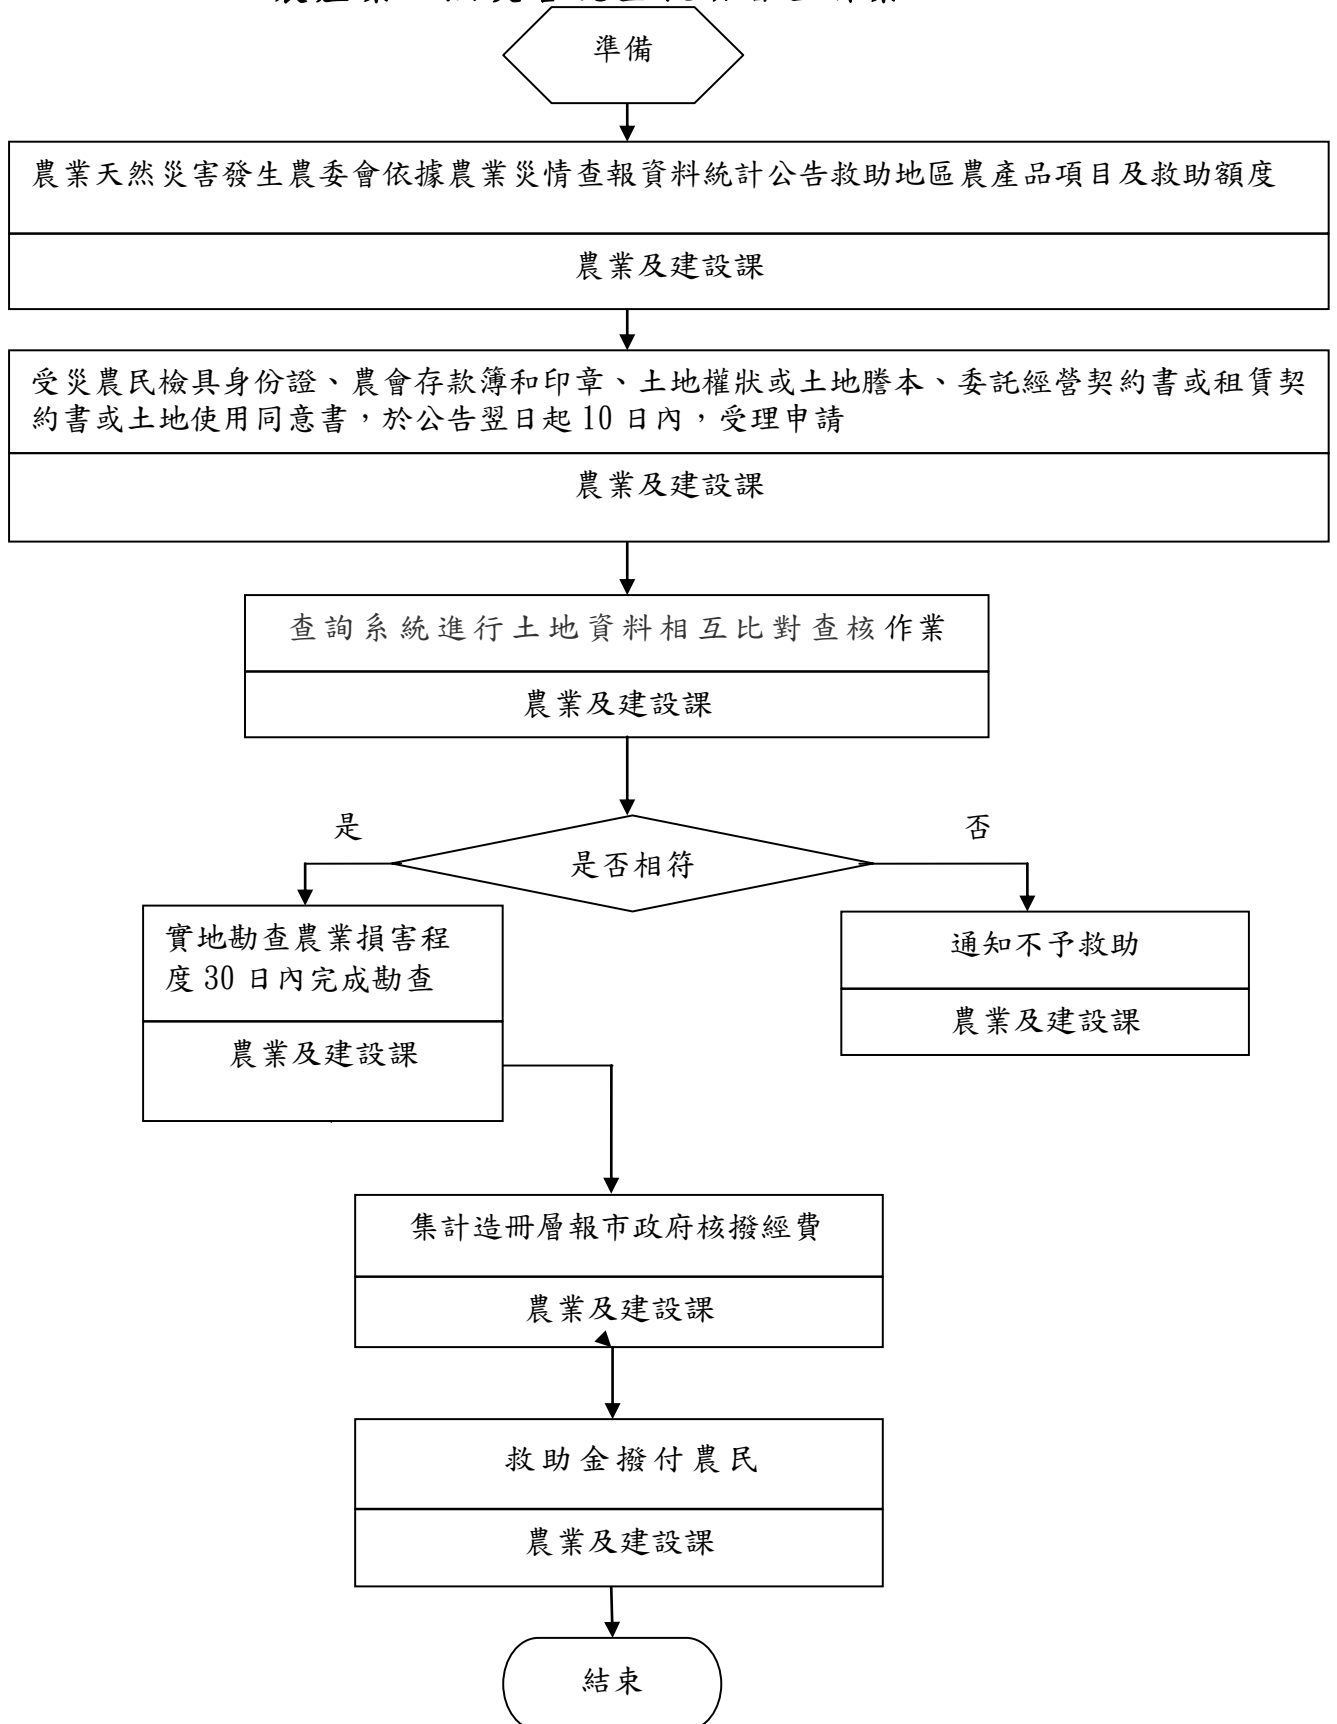 準備
農業天然災害發生農委會依據農業災情查報資料統計公告救助地區農產品項目及救助額度
農業及建設課
受災農民檢具身份證、農會存款簿和印章、土地權狀或土地謄本、委託經營契約書或租賃契
約書或土地使用同意書，於公告翌日起10日內，受理申請
農業及建設課
查詢系統進行土地資料相互比對查核作業
農業及建設課
是
否
是否相符
實地勘查農業損害程
度30日內完成勘查
農業及建設課
通知不予救助
農業及建設課
集計造冊層報市政府核撥經費
農業及建設課
救助金撥付農民
農業及建設課
結束